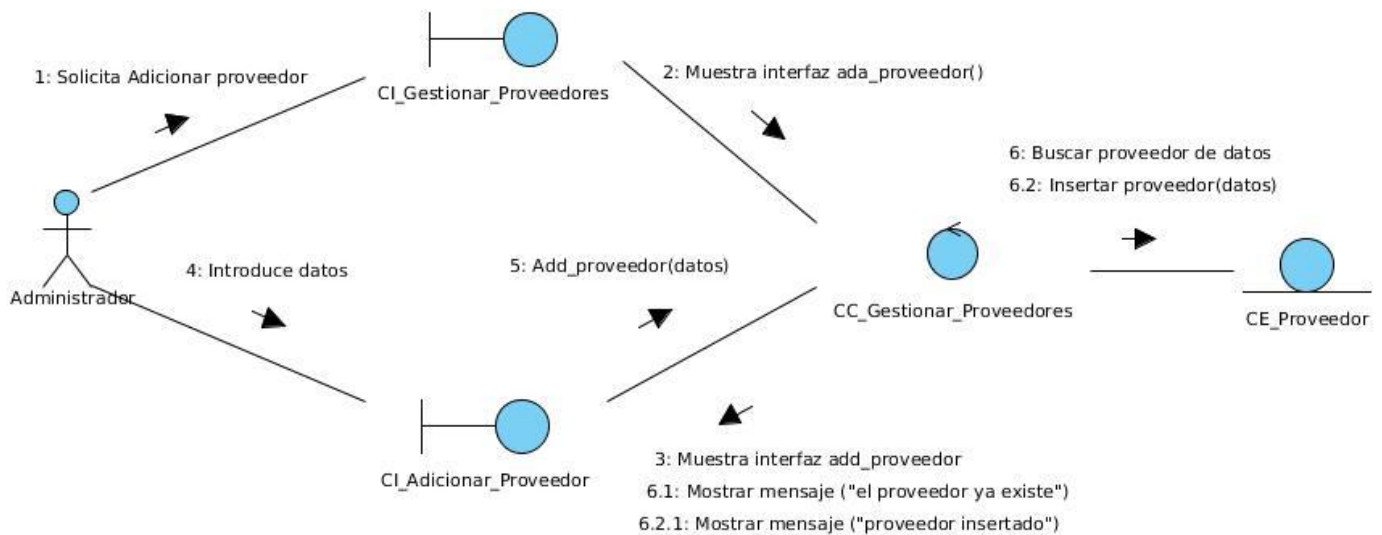 1: Solicita Adicionar proveedor
CI_Gestionar_Proveedores
2: Muestra interfaz ada_proveedor()
6: Buscar proveedor de datos
6.2: Insertar proveedor(datos)
Administrador
4: Introduce datos
5: Add_proveedor(datos)
CC_Gestionar_Proveedores
CE_Proveedor
CI_Adicionar_Proveedor
3: Muestra interfaz add_proveedor
6.1: Mostrar mensaje ("el proveedor ya existe")
6.2.1: Mostrar mensaje ("proveedor insertado")